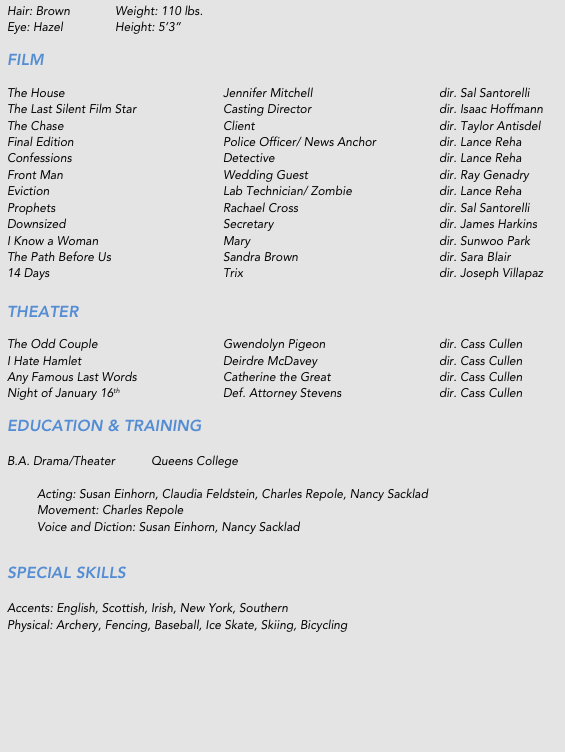 Hair: Brown Weight: 110 lbs.
Eye: Hazel Height: 5’3”
FILM
The House Jennifer Mitchell dir. Sal Santorelli
The Last Silent Film Star Casting Director dir. Isaac Hoffmann
The Chase Client dir. Taylor Antisdel
Final Edition Police Officer/ News Anchor dir. Lance Reha
Confessions Detective dir. Lance Reha
Front Man Wedding Guest dir. Ray Genadry
Eviction Lab Technician/ Zombie dir. Lance Reha
Prophets Rachael Cross dir. Sal Santorelli
Downsized Secretary dir. James Harkins
I Know a Woman Mary dir. Sunwoo Park
The Path Before Us Sandra Brown dir. Sara Blair
14 Days Trix dir. Joseph Villapaz
THEATER
The Odd Couple Gwendolyn Pigeon dir. Cass Cullen
I Hate Hamlet Deirdre McDavey dir. Cass Cullen
Any Famous Last Words Catherine the Great dir. Cass Cullen
Night of January 16th Def. Attorney Stevens dir. Cass Cullen
EDUCATION & TRAINING
B.A. Drama/Theater Queens College
Acting: Susan Einhorn, Claudia Feldstein, Charles Repole, Nancy Sacklad
Movement: Charles Repole
Voice and Diction: Susan Einhorn, Nancy Sacklad
SPECIAL SKILLS
Accents: English, Scottish, Irish, New York, Southern
Physical: Archery, Fencing, Baseball, Ice Skate, Skiing, Bicycling